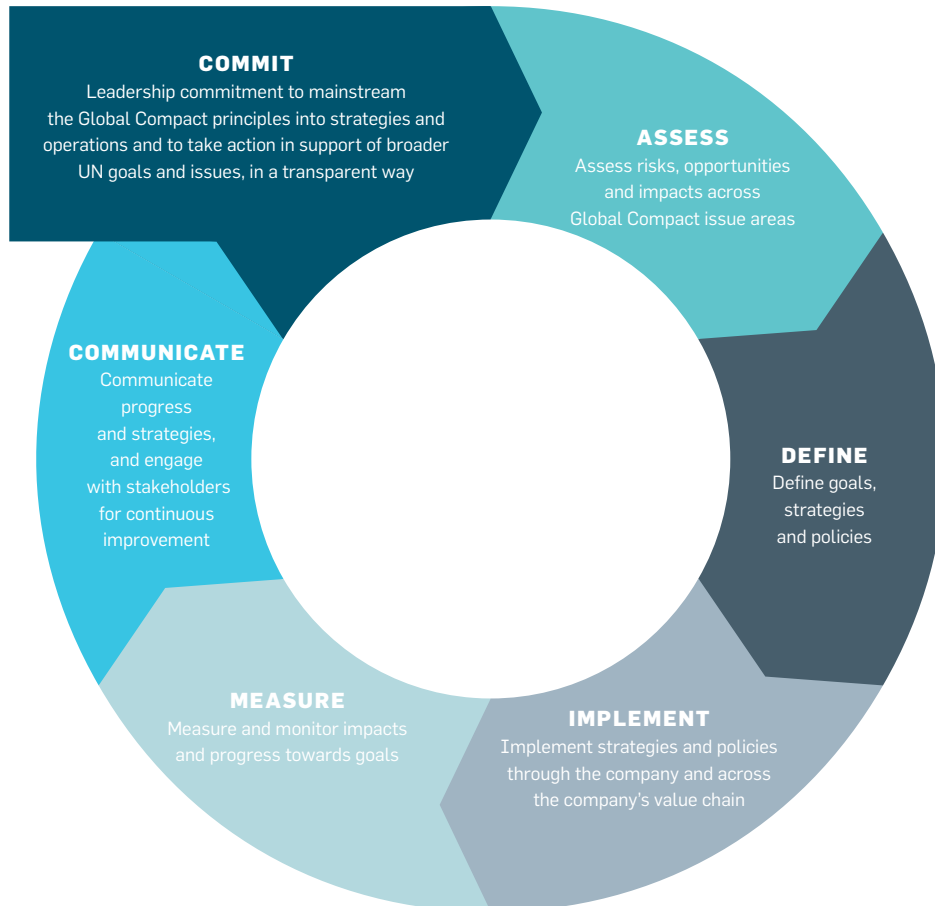 COMMIT
Leadership commitment to mainstream
the Global Compact principles into strategies and
operations and to take action in support of broader
UN goals and issues, in a transparent way
ASSESS
Assess risks, opportunities
and impacts across
Global Compact issue areas
DEFINE
Define goals,
strategies
and policies
IMPLEMENT
Implement strategies and policies
through the company and across
the company's value chain
MEASURE
Measure and monitor impacts
and progress towards goals
COMMUNICATE
Communicate
progress
and strategies,
and engage
with stakeholders
for continuous
improvement